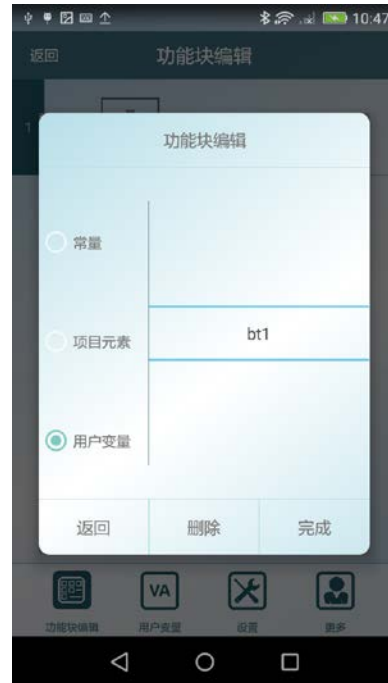 10:47
返回
功能块编辑
1
功能块编辑
常量
项目元素
bt1
用户变量
返回
删除
完成
VA
功能块编辑
用户变量
设置
更多